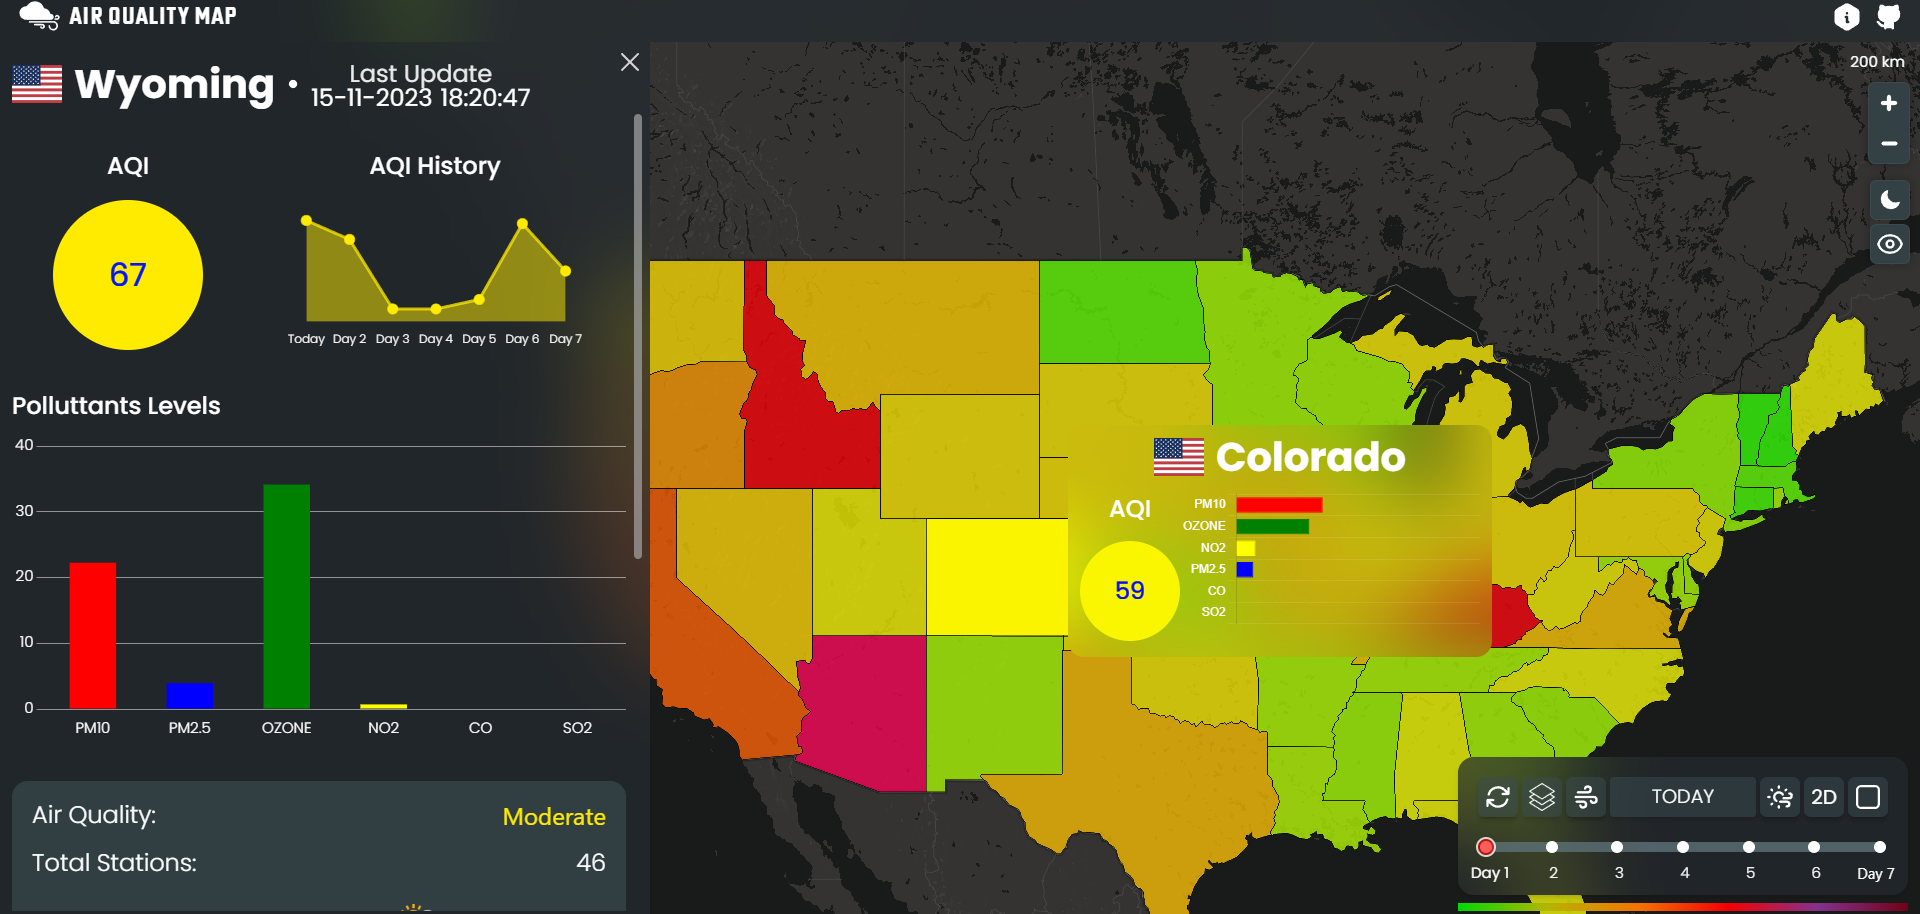 AIR QUALITY MAP
Wyoming •
Last Update
15-11-2023 18:20:47
AQI
67
AQI History
Today Day 2 Day 3 Day 4 Day 5 Day 6 Day 7
Polluttants Levels
40
30
20
10
0
PM10 PM2.5 OZONE NO2 CO SO2
Air Quality: Moderate
Total Stations: 46
200 km
+
−
Colorado
AQI
59
PM10
OZONE
NO2
PM2.5
CO
SO2
TODAY
2D
Day 1 2 3 4 5 6 Day 7